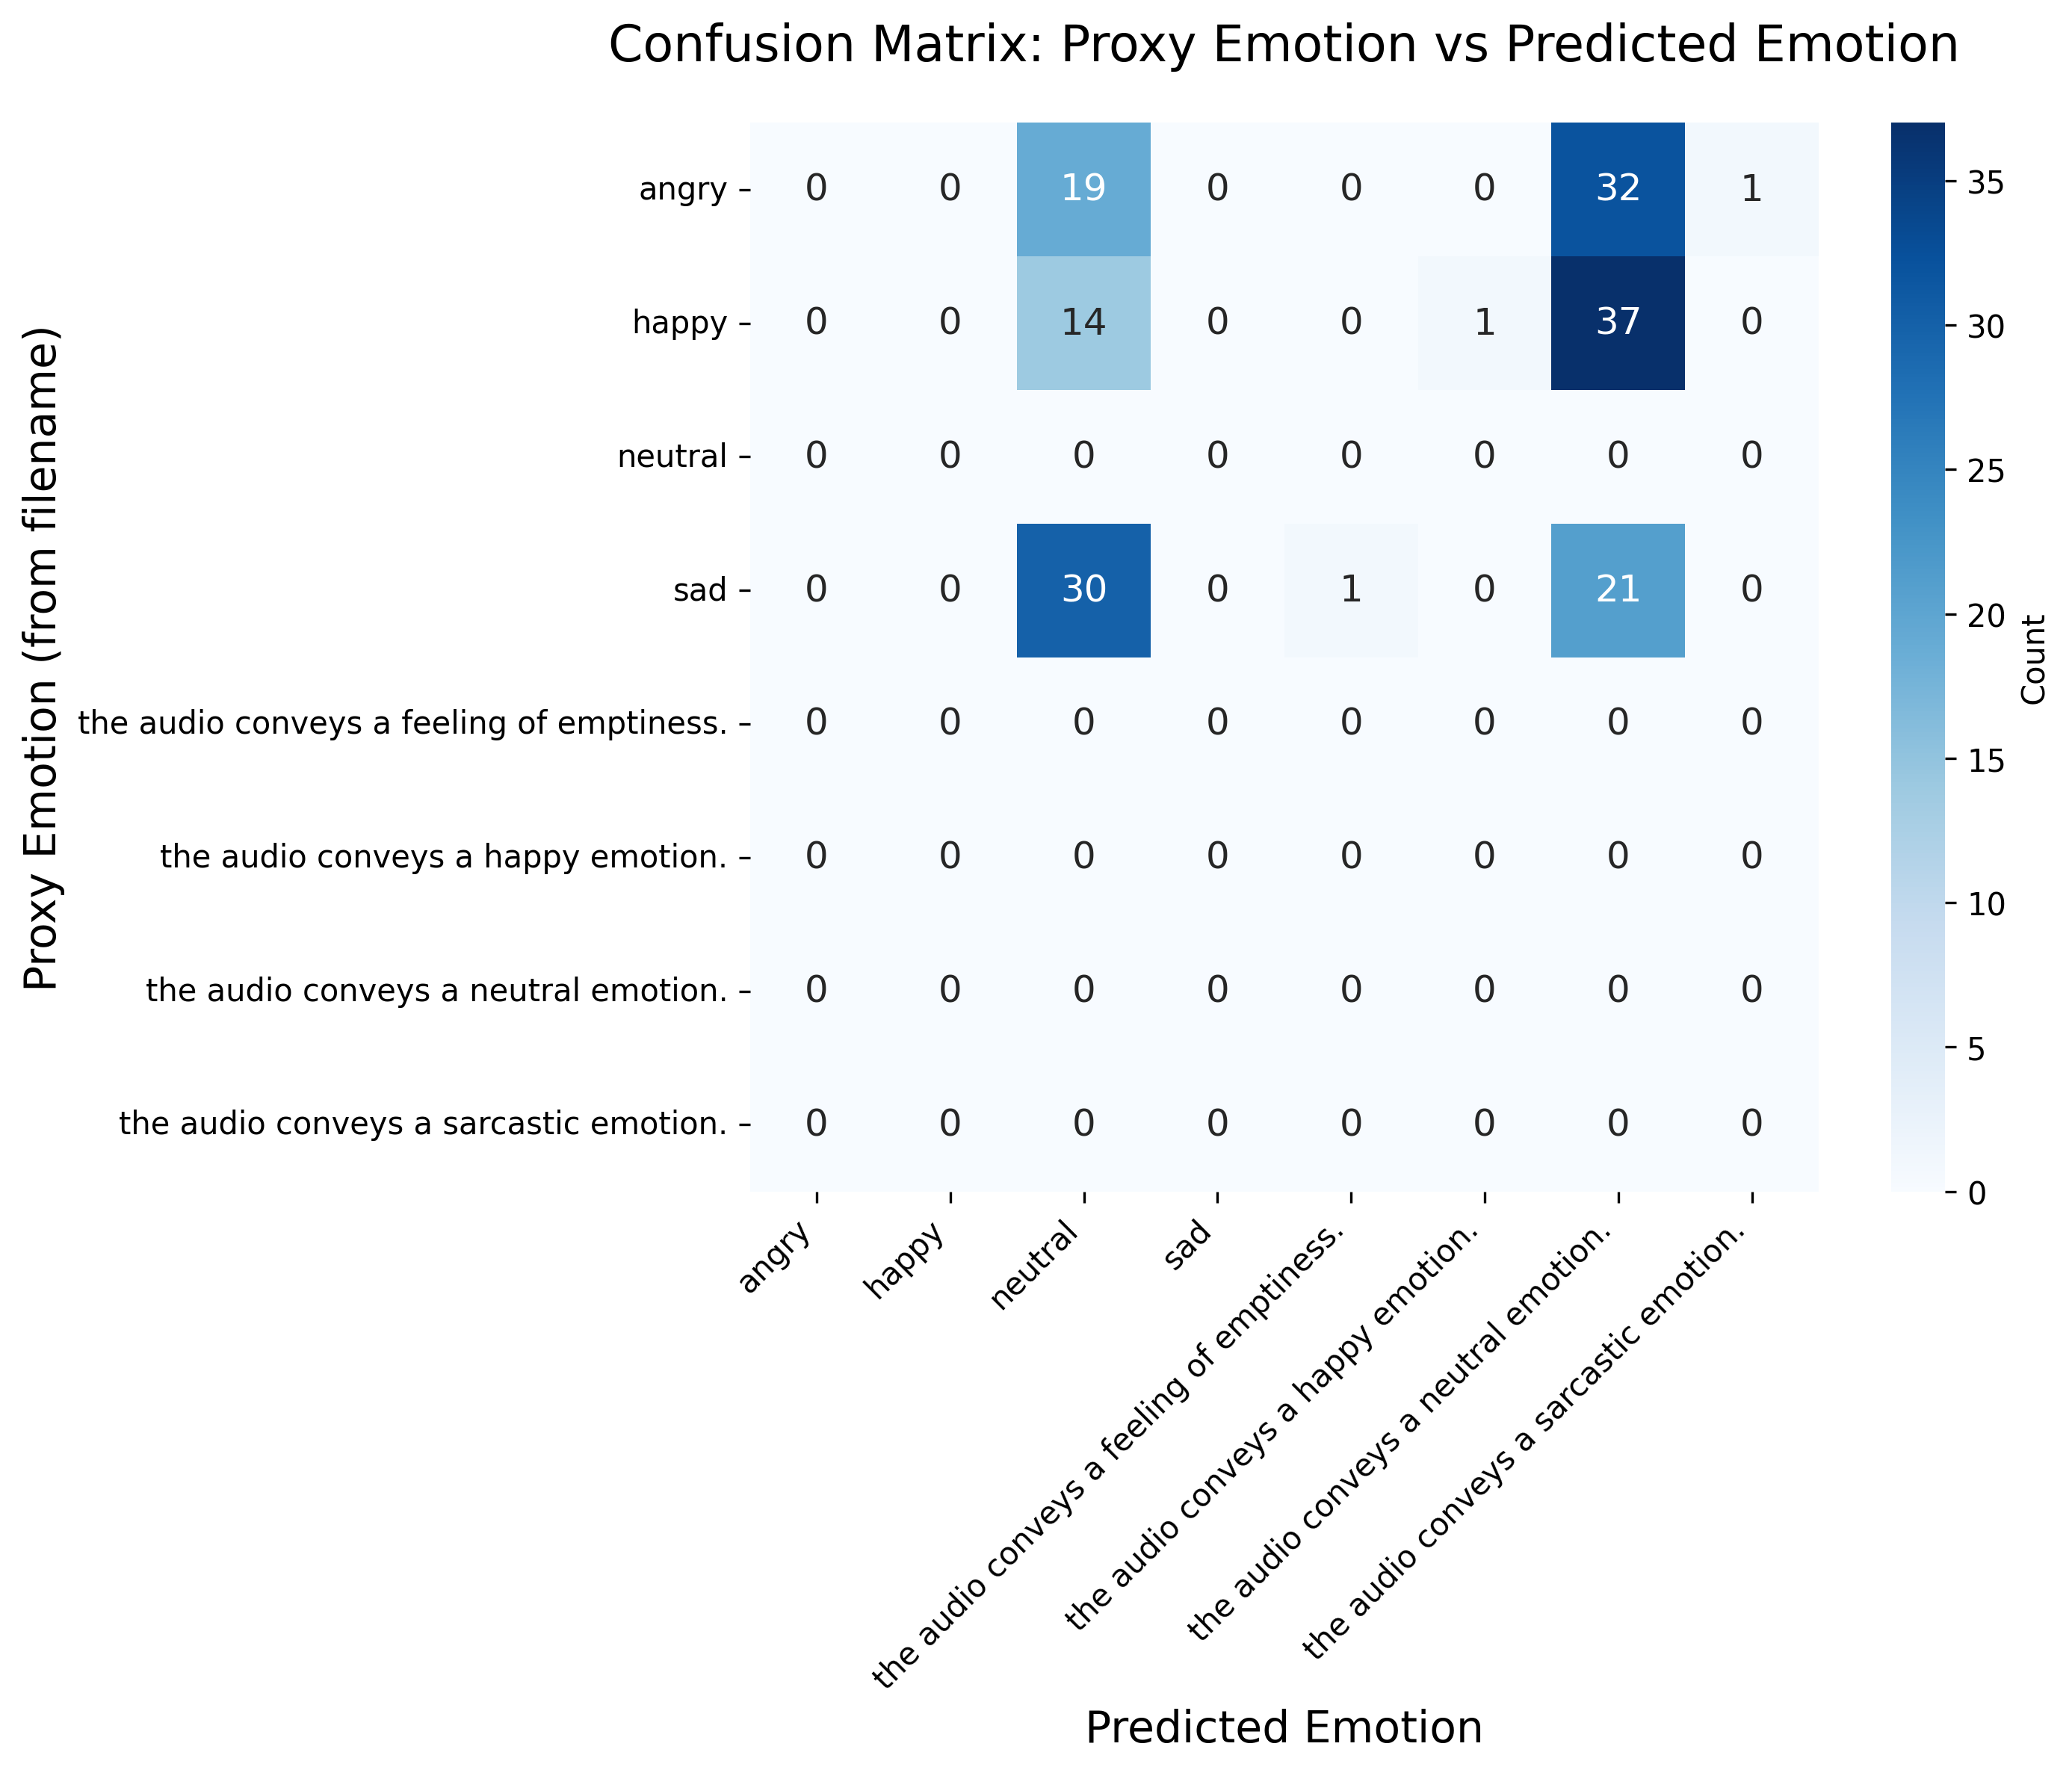 Confusion Matrix: Proxy Emotion vs Predicted Emotion
Proxy Emotion (from filename)
angry 0 0 19 0 0 0 32 1
happy 0 0 14 0 0 1 37 0
neutral 0 0 0 0 0 0 0 0
sad 0 0 30 0 1 0 21 0
the audio conveys a feeling of emptiness. 0 0 0 0 0 0 0 0
the audio conveys a happy emotion. 0 0 0 0 0 0 0 0
the audio conveys a neutral emotion. 0 0 0 0 0 0 0 0
the audio conveys a sarcastic emotion. 0 0 0 0 0 0 0 0
angry
happy
neutral
sad
the audio conveys a feeling of emptiness.
the audio conveys a happy emotion.
the audio conveys a neutral emotion.
the audio conveys a sarcastic emotion.
Predicted Emotion
35
30
25
20
15
10
5
0
Count